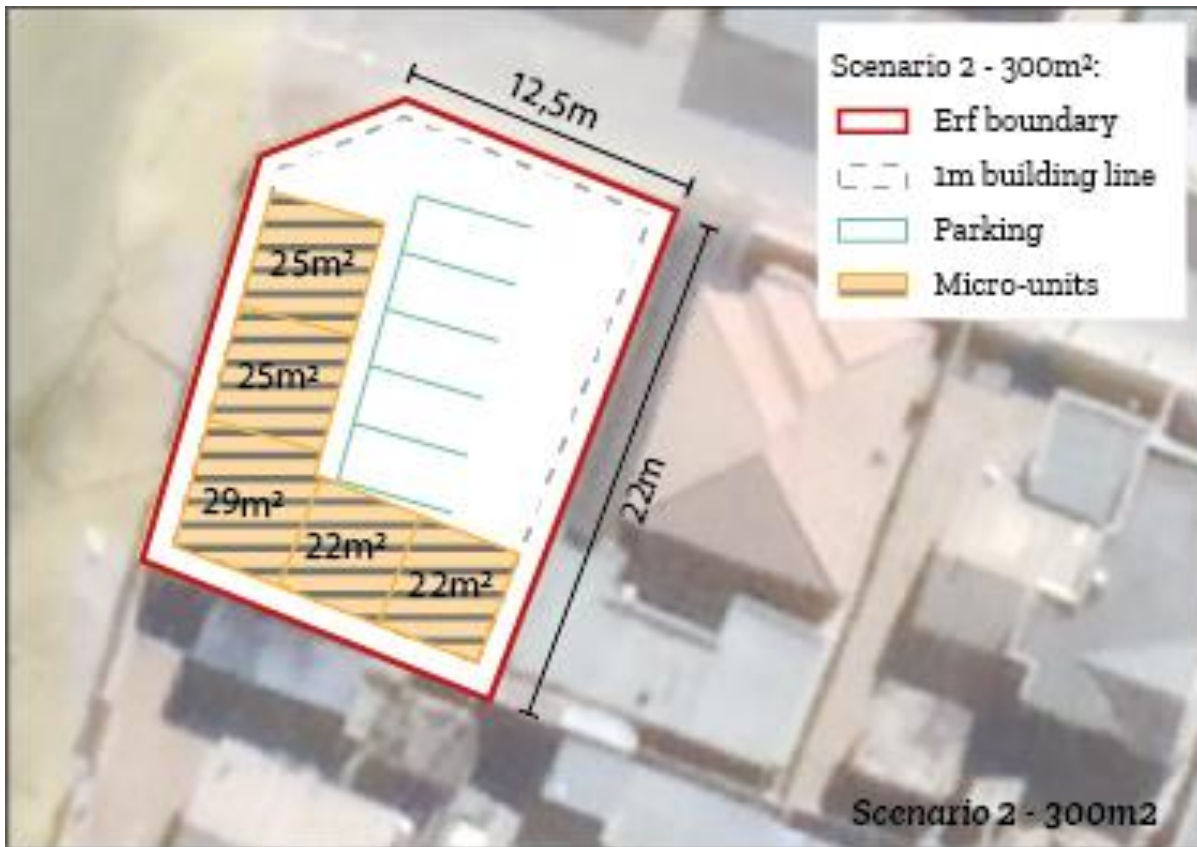 12,5m
Scenario 2 - 300m²:
Erf boundary
1m building line
Parking
Micro-units
25m²
25m²
29m²
22m²
22m²
22m
Scenario 2 - 300m2